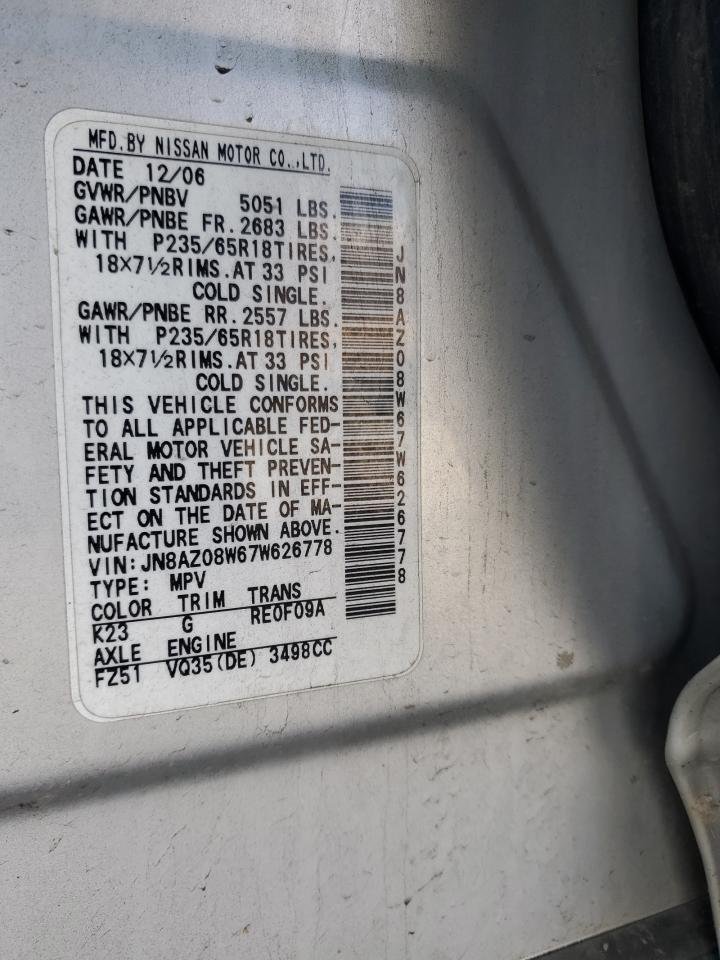 MFD.BY NISSAN MOTOR CO.,LTD.
DATE 12/06
GVWR/PNBV 5051 LBS.
GAWR/PNBE FR.2683 LBS.
WITH P235/65R18TIRES,
18X7½RIMS.AT 33 PSI
COLD SINGLE.
GAWR/PNBE RR.2557 LBS.
WITH P235/65R18TIRES,
18X7½RIMS.AT 33 PSI
COLD SINGLE.
THIS VEHICLE CONFORMS
TO ALL APPLICABLE FED-
ERAL MOTOR VEHICLE SA-
FETY AND THEFT PREVEN-
TION STANDARDS IN EFF-
ECT ON THE DATE OF MA-
NUFACTURE SHOWN ABOVE.
VIN:JN8AZ08W67W626778
TYPE: MPV
COLOR TRIM TRANS
K23 G RE0F09A
AXLE ENGINE
FZ51 VQ35(DE) 3498CC
JN8AZ08W67W626778